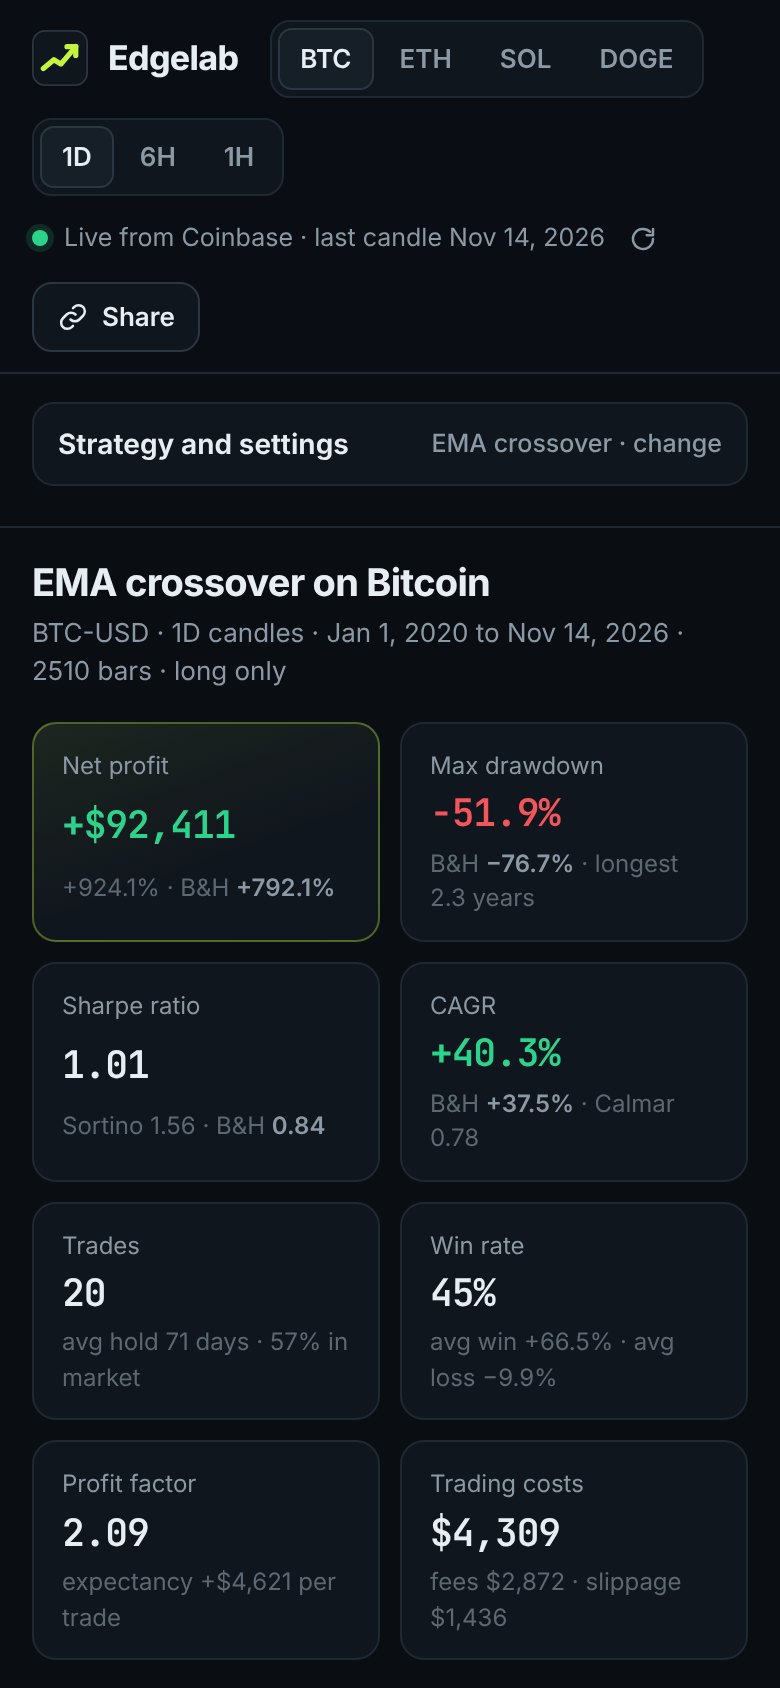 Edgelab
BTC ETH SOL DOGE
1D 6H 1H
Live from Coinbase · last candle Nov 14, 2026
Share
Strategy and settings
EMA crossover · change
EMA crossover on Bitcoin
BTC-USD · 1D candles · Jan 1, 2020 to Nov 14, 2026 ·
2510 bars · long only
Net profit
+$92,411
+924.1% · B&H +792.1%
Max drawdown
-51.9%
B&H −76.7% · longest
2.3 years
Sharpe ratio
1.01
Sortino 1.56 · B&H 0.84
CAGR
+40.3%
B&H +37.5% · Calmar
0.78
Trades
20
avg hold 71 days · 57% in
market
Win rate
45%
avg win +66.5% · avg
loss −9.9%
Profit factor
2.09
expectancy +$4,621 per
trade
Trading costs
$4,309
fees $2,872 · slippage
$1,436